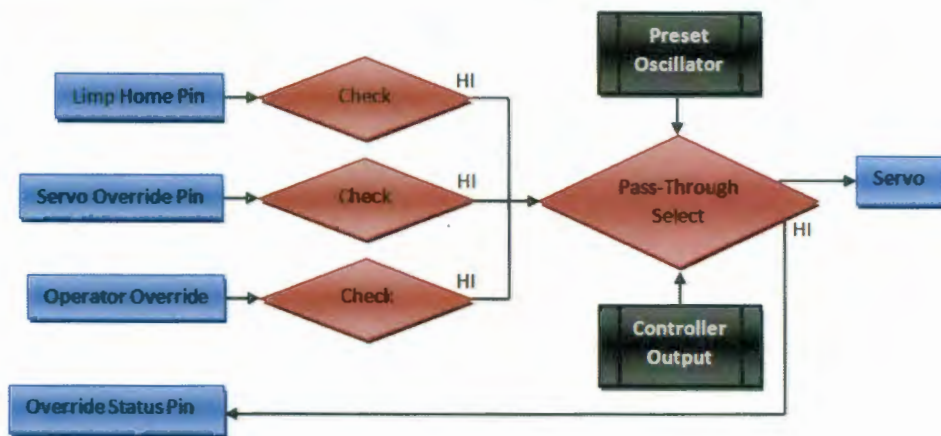 Preset
Oscillator
HI
Limp Home Pin
Check
HI
Servo Override Pin
Check
Pass-Through
Select
Servo
HI
HI
Operator Override
Check
Controller
Output
Override Status Pin